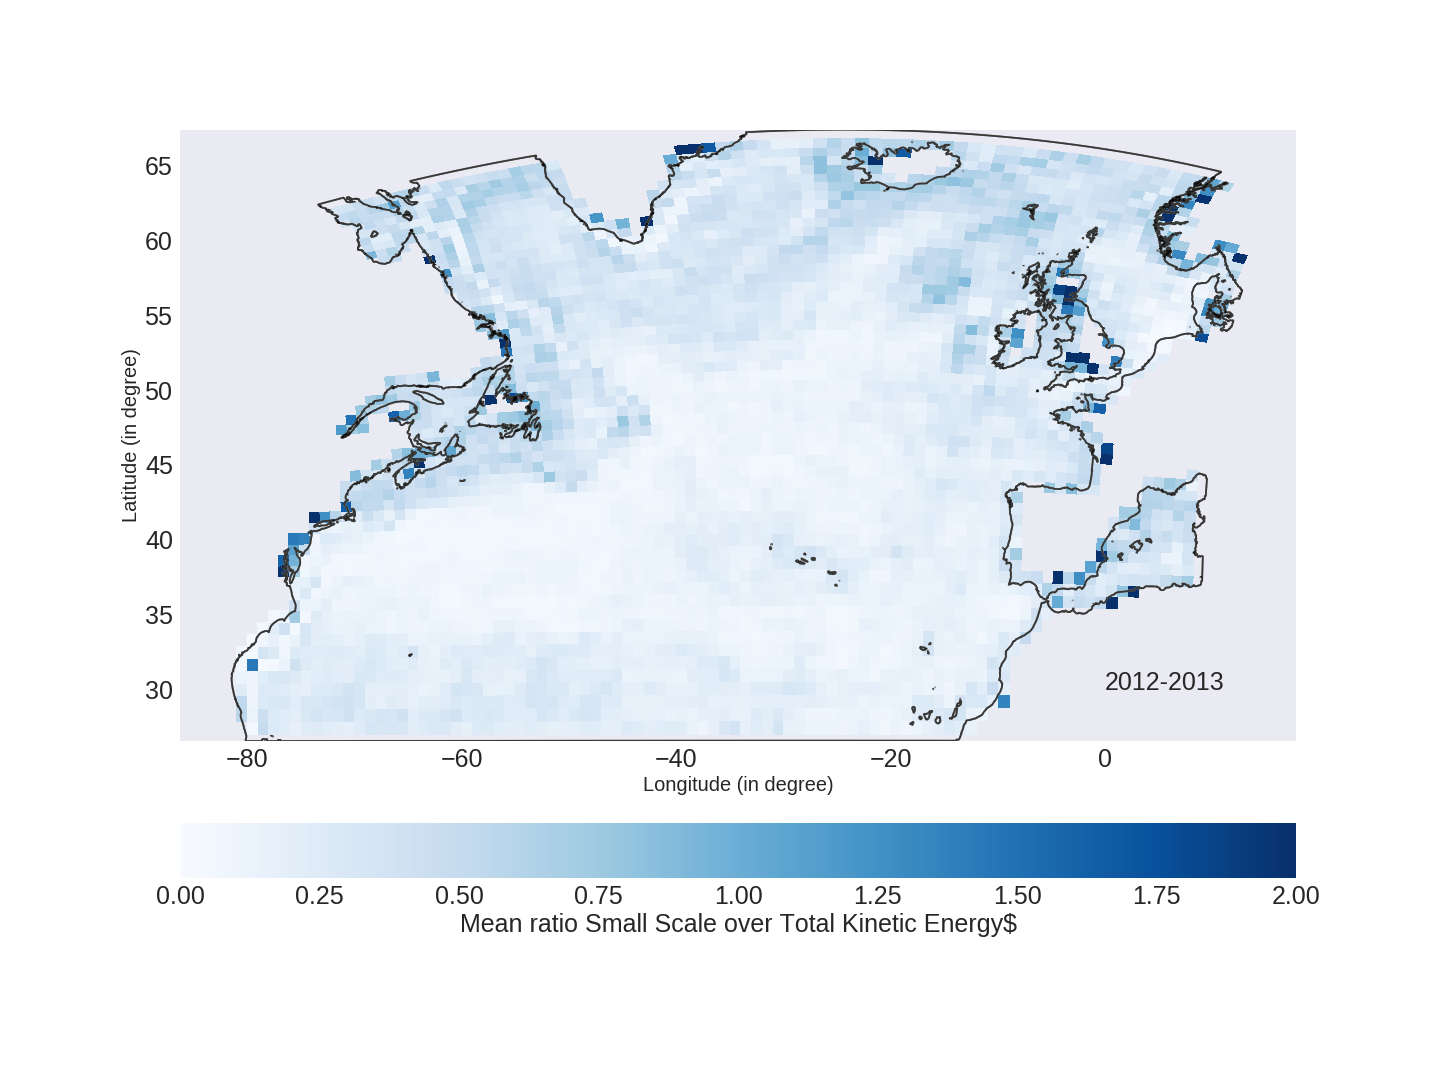 65
60
55
50
45
40
35
30
Latitude (in degree)
2012-2013
−80 −60 −40 −20 0
Longitude (in degree)
0.00 0.25 0.50 0.75 1.00 1.25 1.50 1.75 2.00
Mean ratio Small Scale over Total Kinetic Energy$